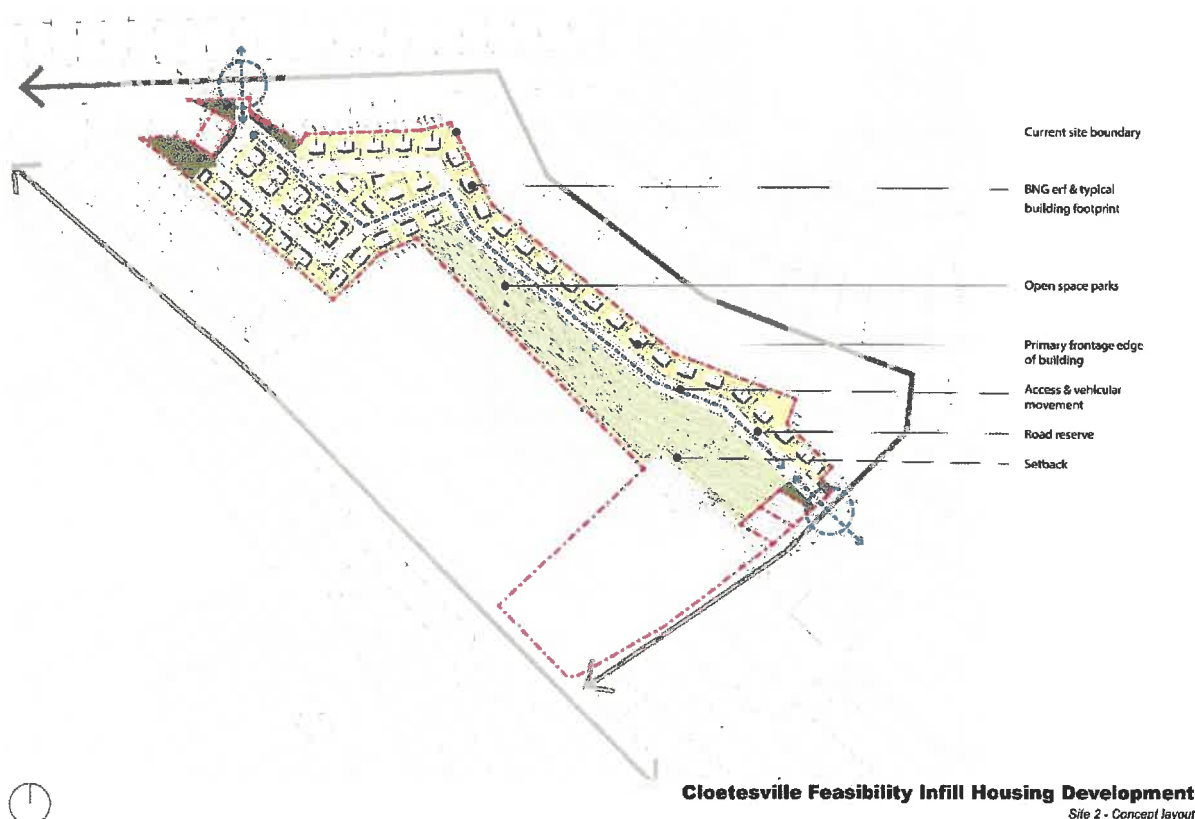 Current site boundary
BNG erf & typical
building footprint
Open space parks
Primary frontage edge
of building
Access & vehicular
movement
Road reserve
Setback
Cloetesville Feasibility Infill Housing Development
Site 2 - Concept layout